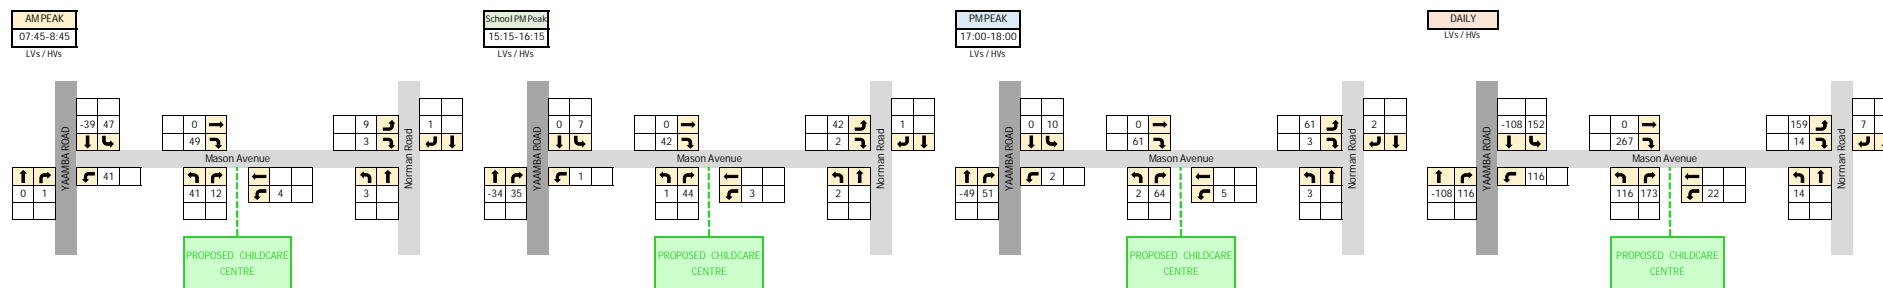 AM PEAK School PM Peak PM PEAK DAILY
07:45-8:45 15:15-16:15 17:00-18:00 LVs / HVs
LVs / HVs LVs / HVs LVs / HVs
-39 47 0 9 1 0 7 0 42 1 0 10 0 61 2 -108 152 0 159 7
49 3 42 2 61 3 267 14
YAAMBA ROAD Mason Avenue Norman Road YAAMBA ROAD Mason Avenue Norman Road YAAMBA ROAD Mason Avenue Norman Road YAAMBA ROAD Mason Avenue Norman Road
41 1 2 116
0 1 41 12 4 3 -34 35 1 44 3 2 -49 51 2 64 5 3 -108 116 116 173 22 14
PROPOSED CHILDCARE PROPOSED CHILDCARE PROPOSED CHILDCARE PROPOSED CHILDCARE
CENTRE CENTRE CENTRE CENTRE